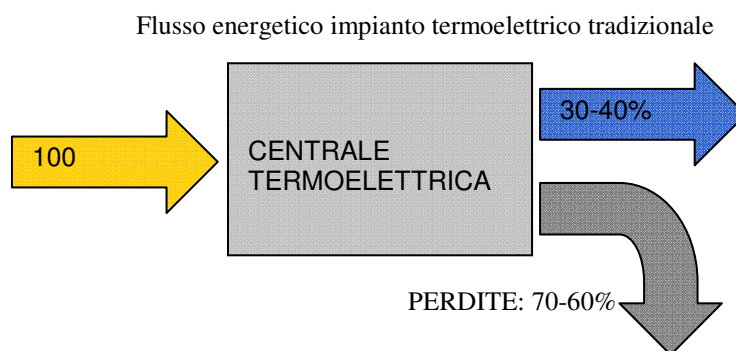 Flusso energetico impianto termoelettrico tradizionale
30-40%
100
CENTRALE
TERMOELETTRICA
PERDITE: 70-60%